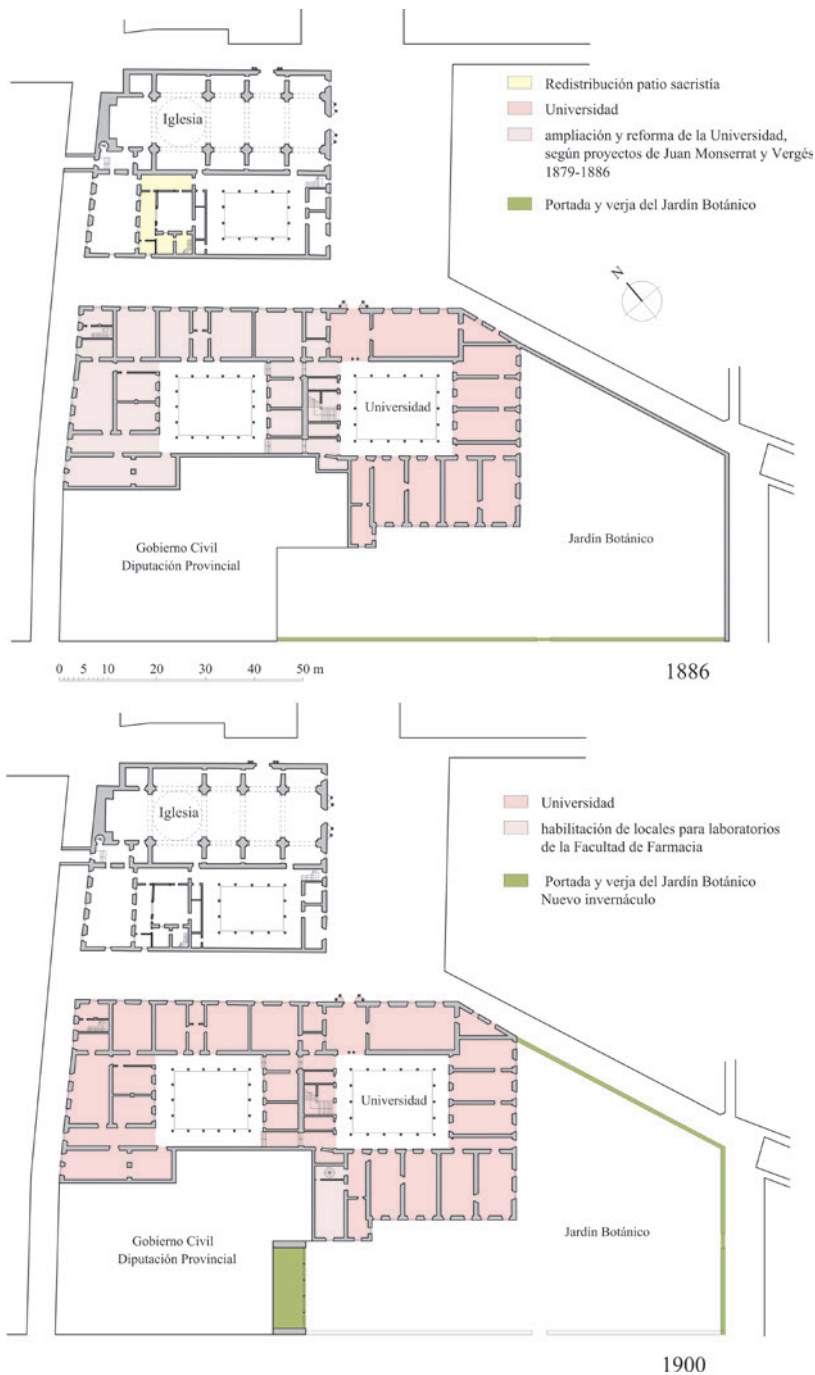 Iglesia
Redistribución patio sacristía
Universidad
ampliación y reforma de la Universidad,
según proyectos de Juan Monserrat y Vergés
1879-1886
Portada y verja del Jardín Botánico
N
Universidad
Gobierno Civil
Diputación Provincial
Jardín Botánico
0 5 10 20 30 40 50 m
1886
Iglesia
Universidad
habilitación de locales para laboratorios
de la Facultad de Farmacia
Portada y verja del Jardín Botánico
Nuevo invernáculo
Universidad
Gobierno Civil
Diputación Provincial
Jardín Botánico
1900